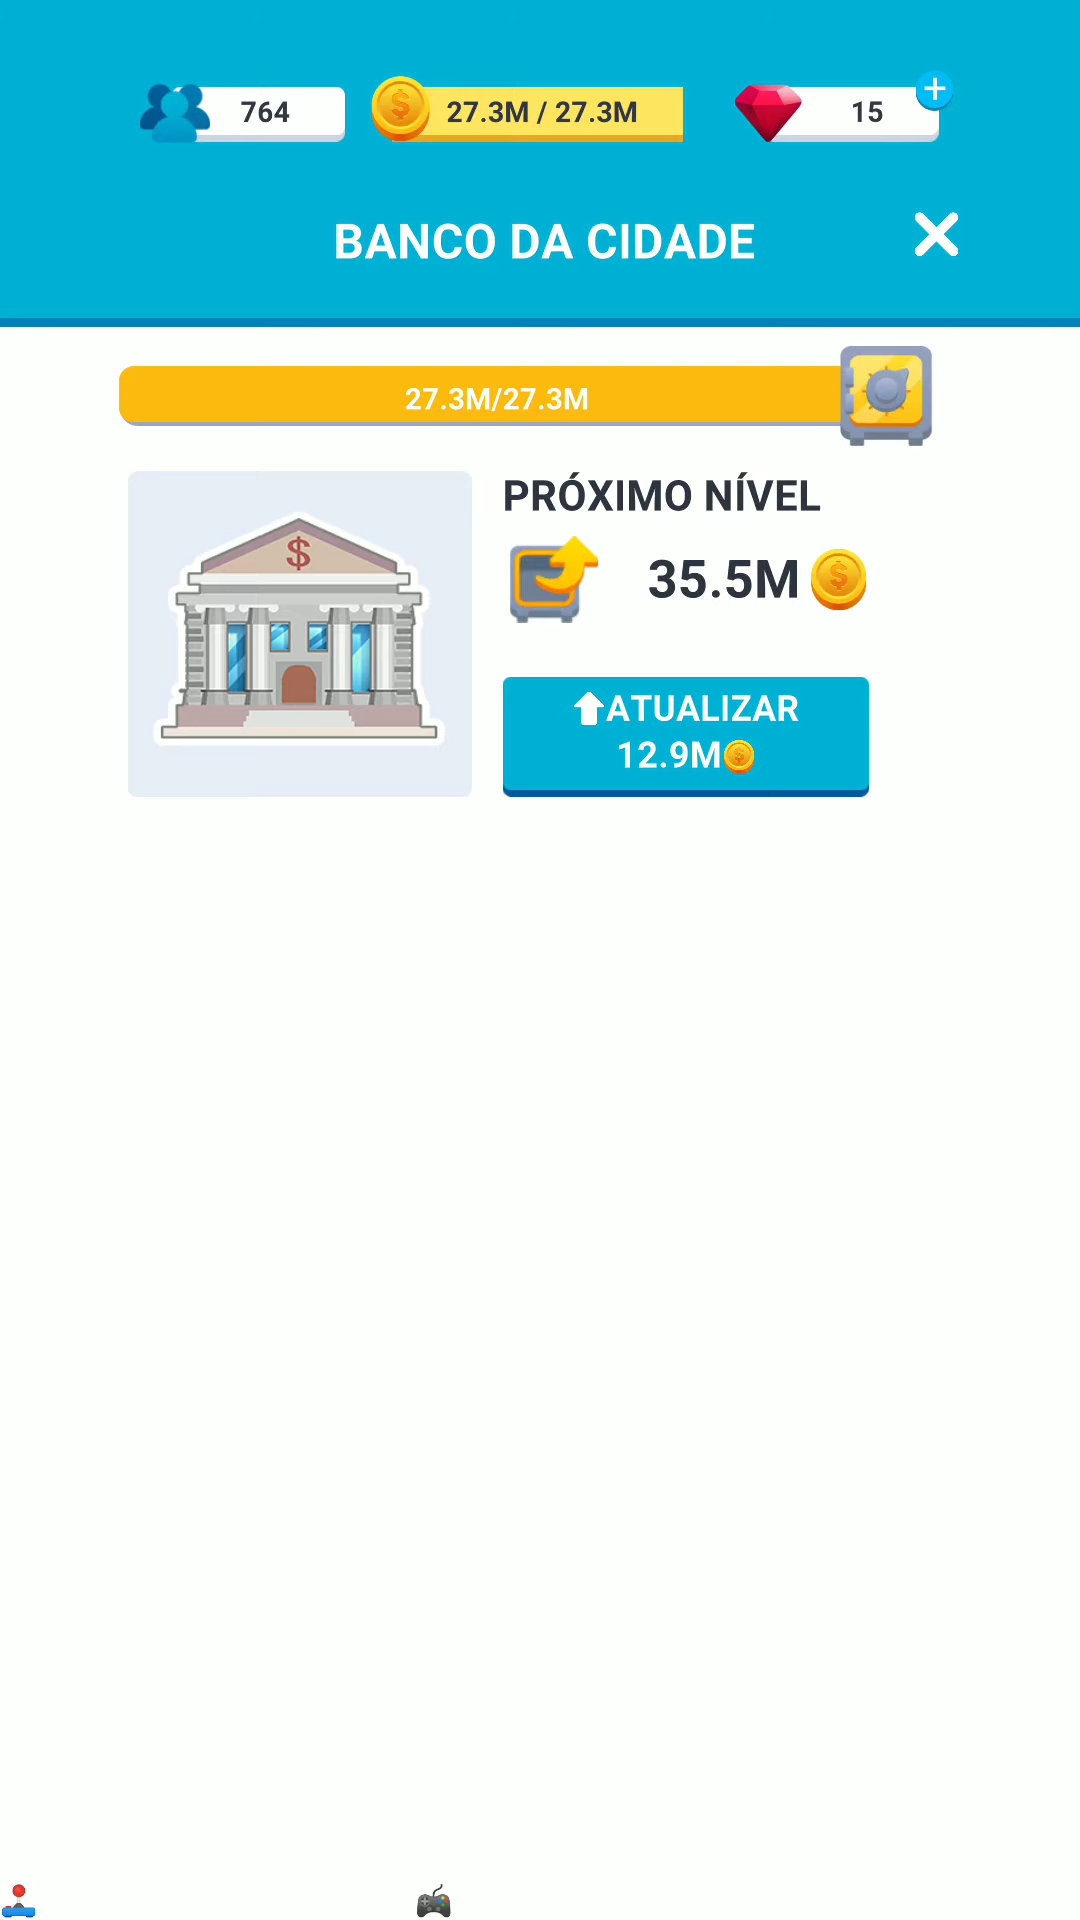 764
27.3M / 27.3M
15
BANCO DA CIDADE
27.3M/27.3M
PRÓXIMO NÍVEL
35.5M
ATUALIZAR
12.9M